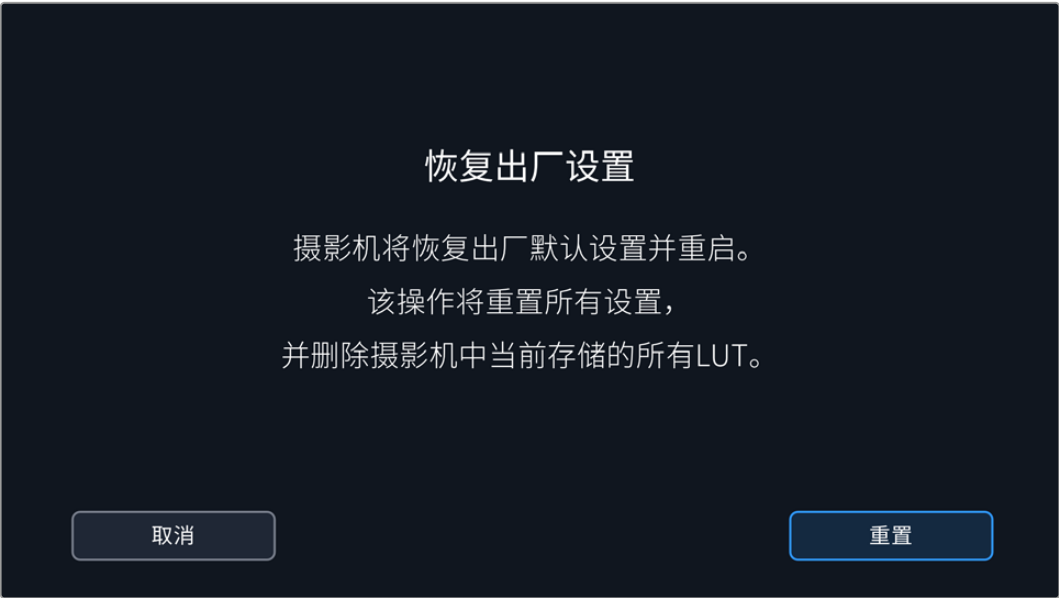 恢复出厂设置
摄影机将恢复出厂默认设置并重启。
该操作将重置所有设置，
并删除摄影机中当前存储的所有LUT。
取消
重置